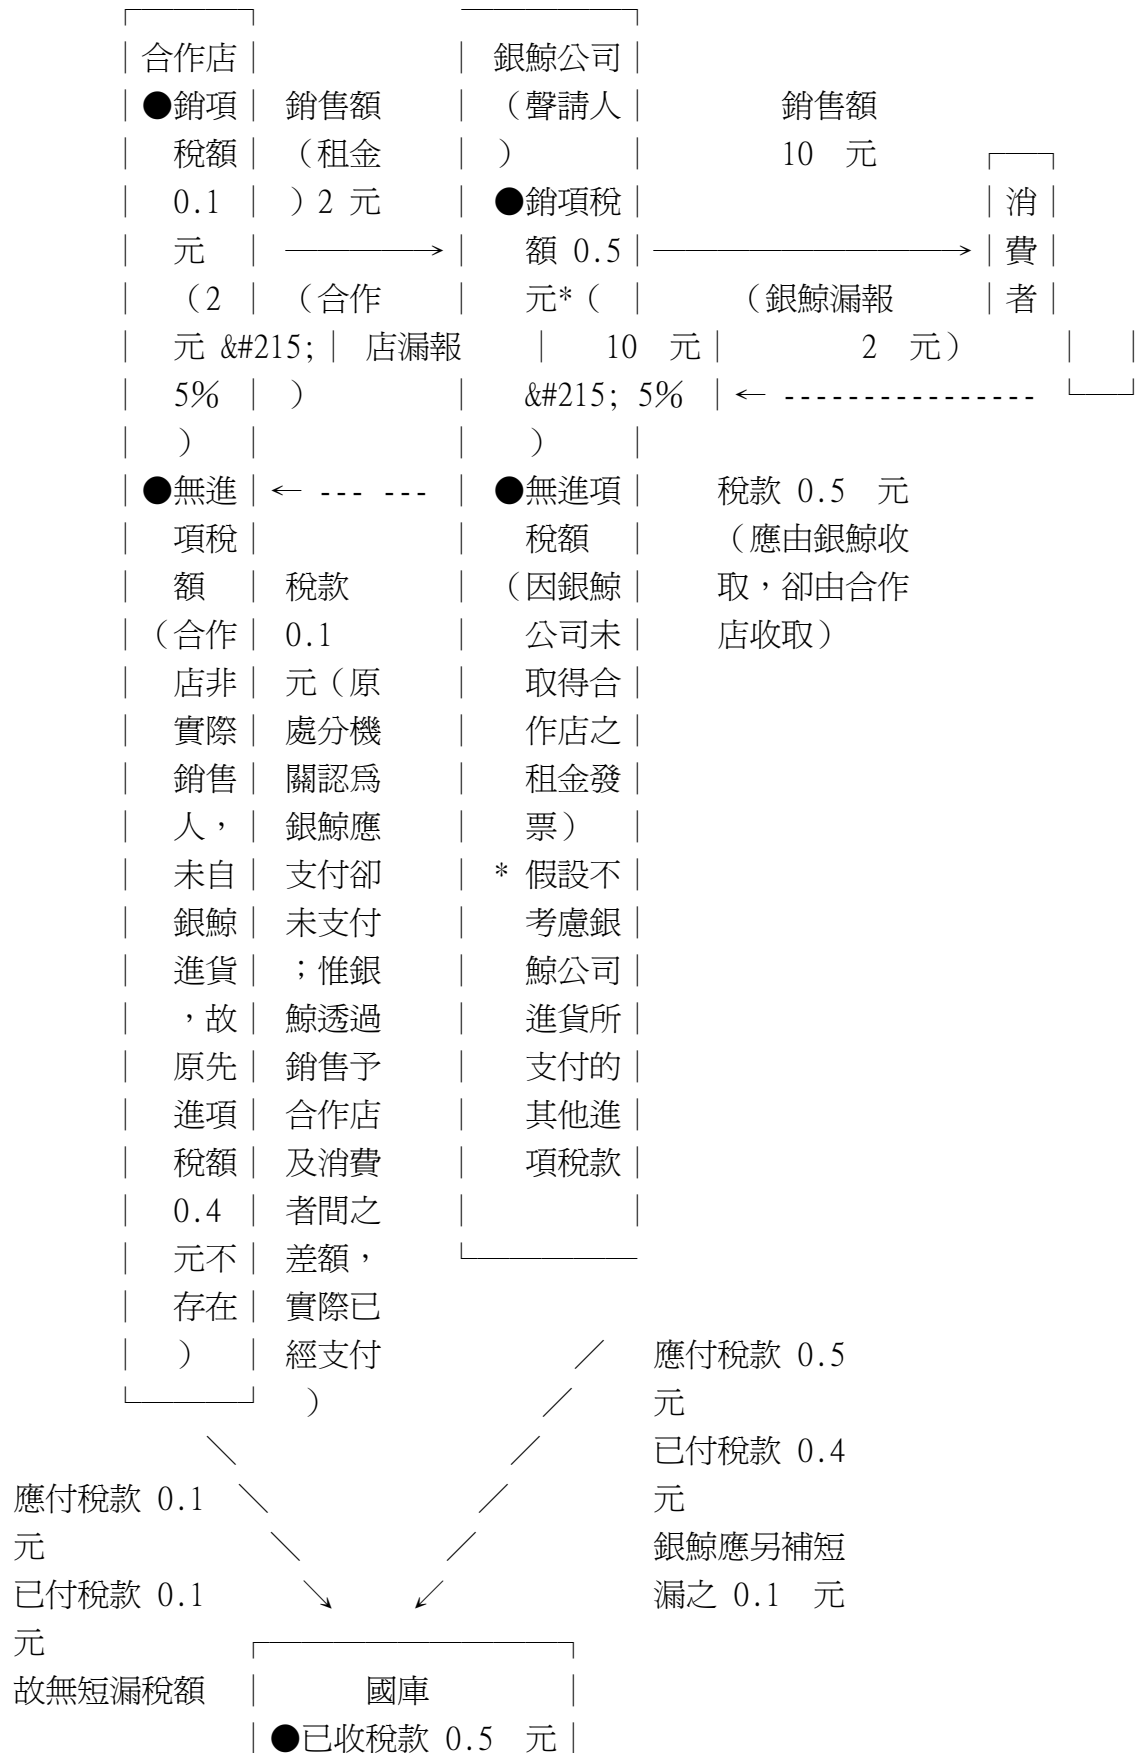 合作店 銀鯨公司
●銷項 銷售額 （聲請人 銷售額
稅額 （租金 ） 10 元
0.1 ）2 元 ●銷項稅 消
元 額 0.5 費
（2 （合作 元*（ （銀鯨漏報 者
元 &#215; 店漏報 10 元 2 元）
5% ） &#215; 5%
） ）
●無進 ●無進項 稅款 0.5 元
項稅 稅額 （應由銀鯨收
額 稅款 （因銀鯨 取，卻由合作
（合作 0.1 公司未 店收取）
店非 元（原 取得合
實際 處分機 作店之
銷售 關認為 租金發
人， 銀鯨應 票）
未自 支付卻 * 假設不
銀鯨 未支付 考慮銀
進貨 ；惟銀 鯨公司
，故 鯨透過 進貨所
原先 銷售予 支付的
進項 合作店 其他進
稅額 及消費 項稅款
0.4 者間之
元不 差額，
存在 實際已
） 經支付 應付稅款 0.5
） 元
已付稅款 0.4
應付稅款 0.1 元
元 銀鯨應另補短
已付稅款 0.1 漏之 0.1 元
元
故無短漏稅額 國庫
●已收稅款 0.5 元